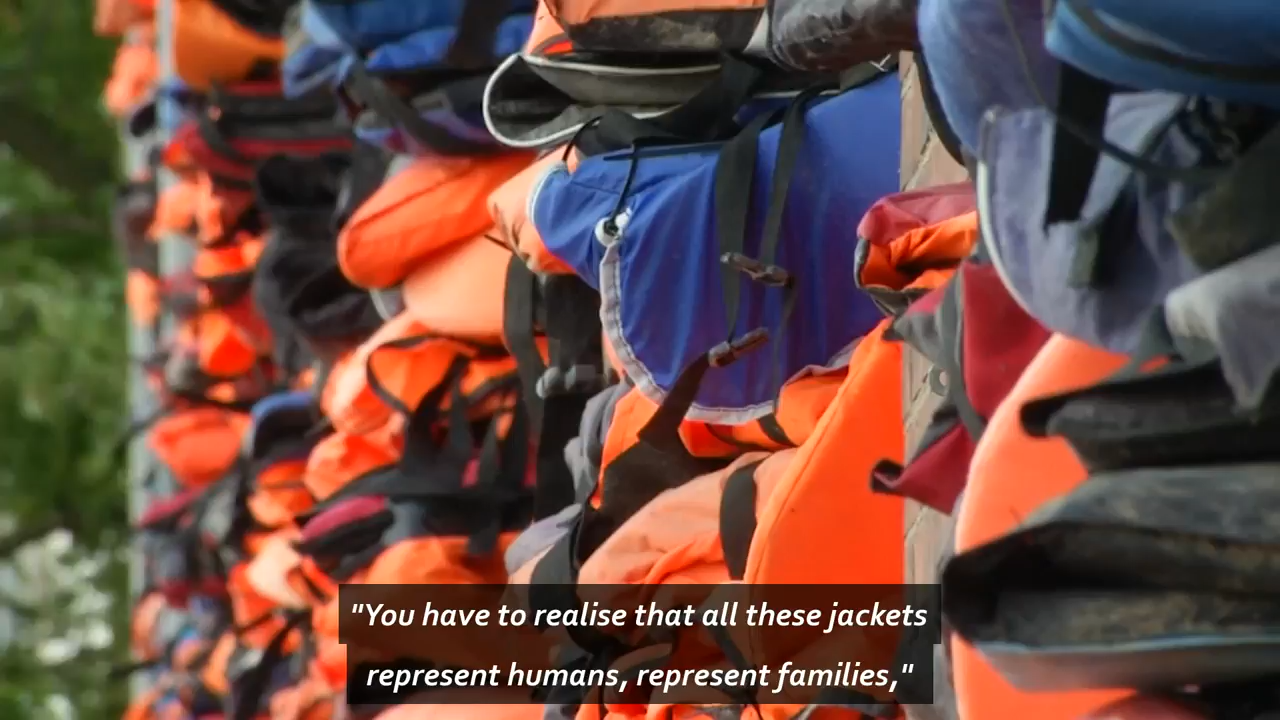 "You have to realise that all these jackets
represent humans, represent families,"